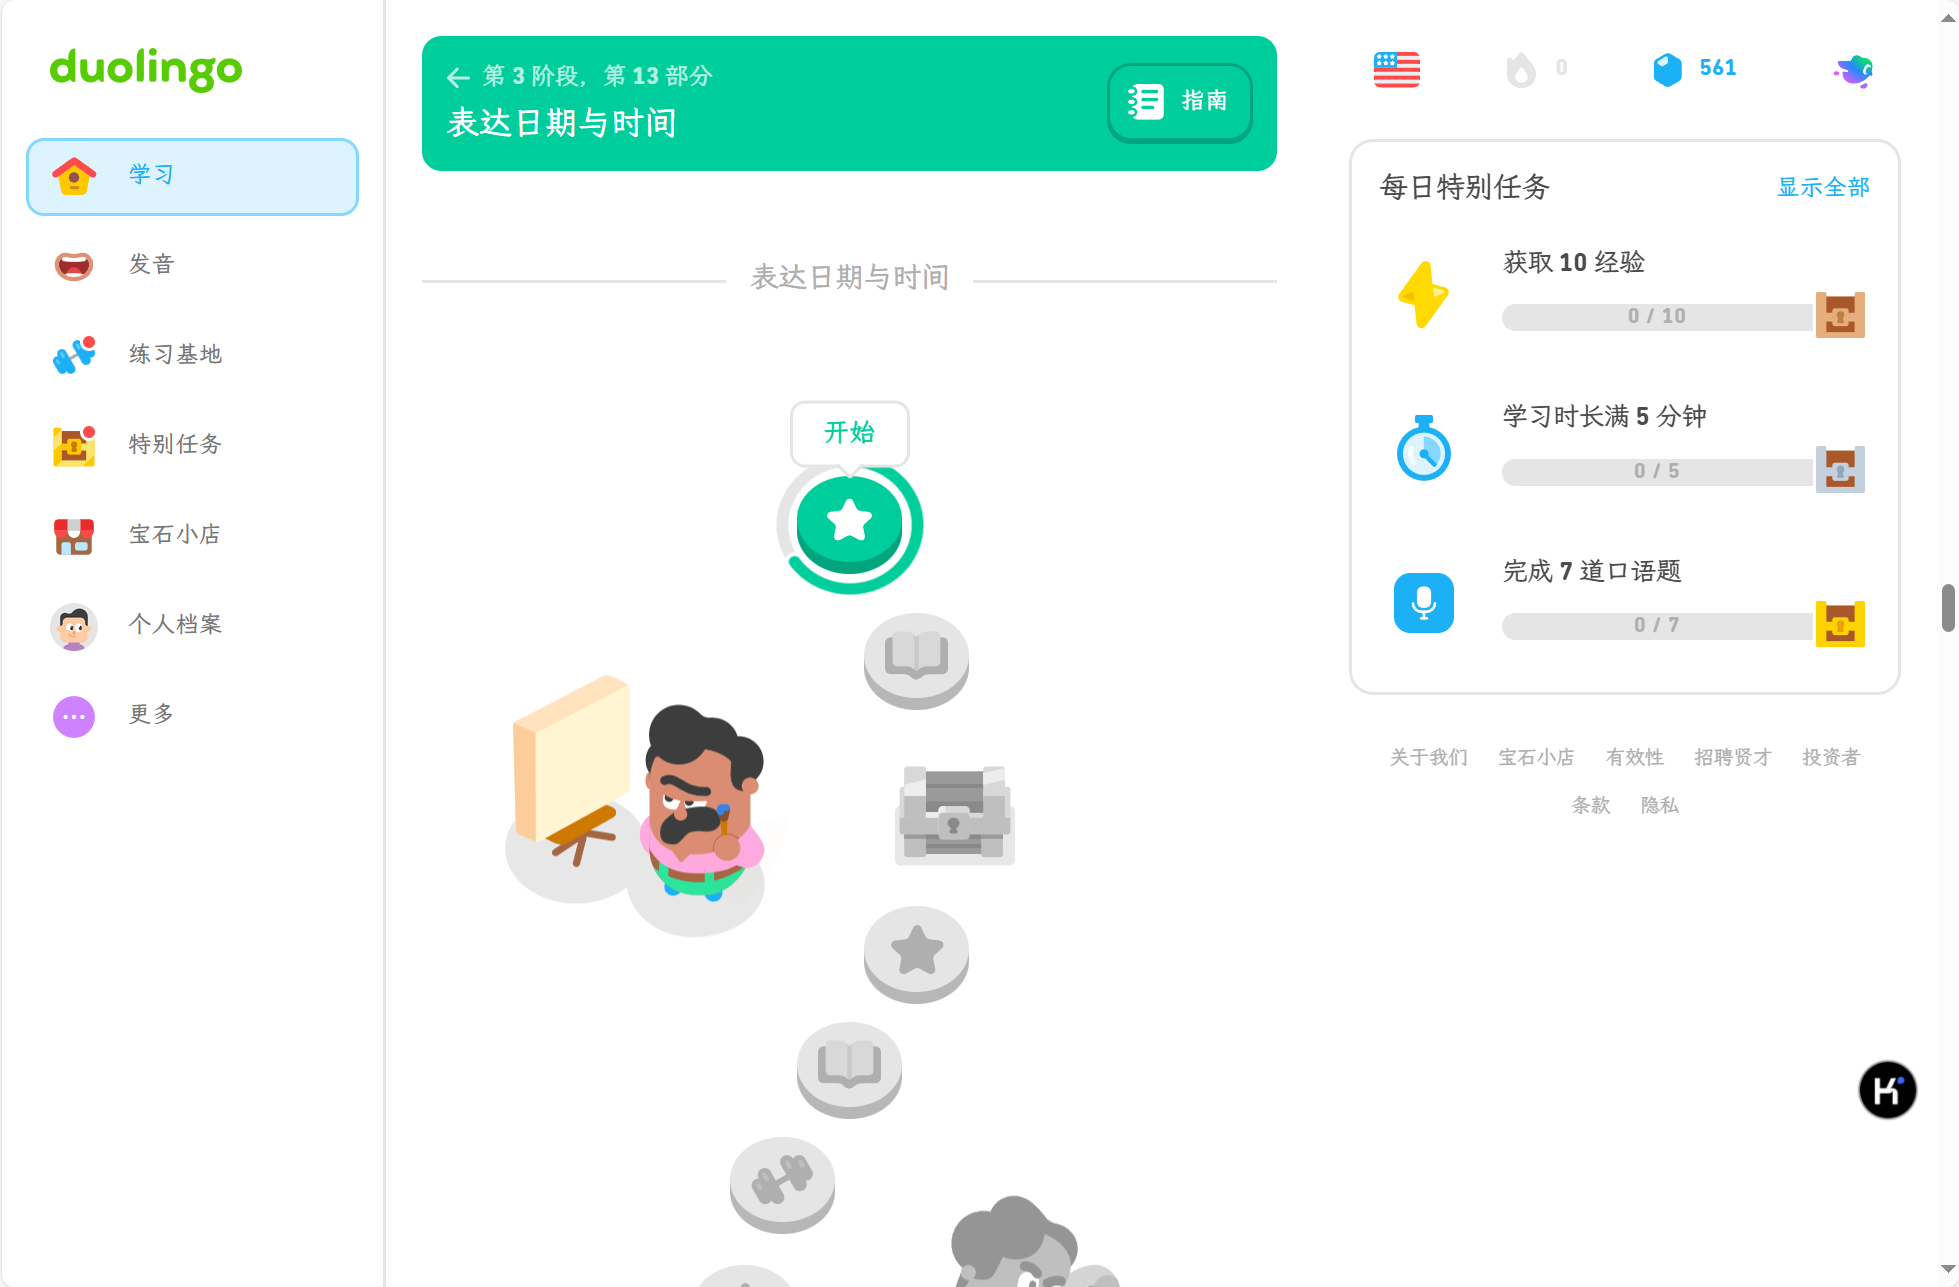 duolingo
学习
发音
练习基地
特别任务
宝石小店
个人档案
更多
第 3 阶段，第 13 部分
表达日期与时间
指南
表达日期与时间
开始
0
561
每日特别任务
显示全部
获取 10 经验
0 / 10
学习时长满 5 分钟
0 / 5
完成 7 道口语题
0 / 7
关于我们 宝石小店 有效性 招聘贤才 投资者
条款 隐私
K